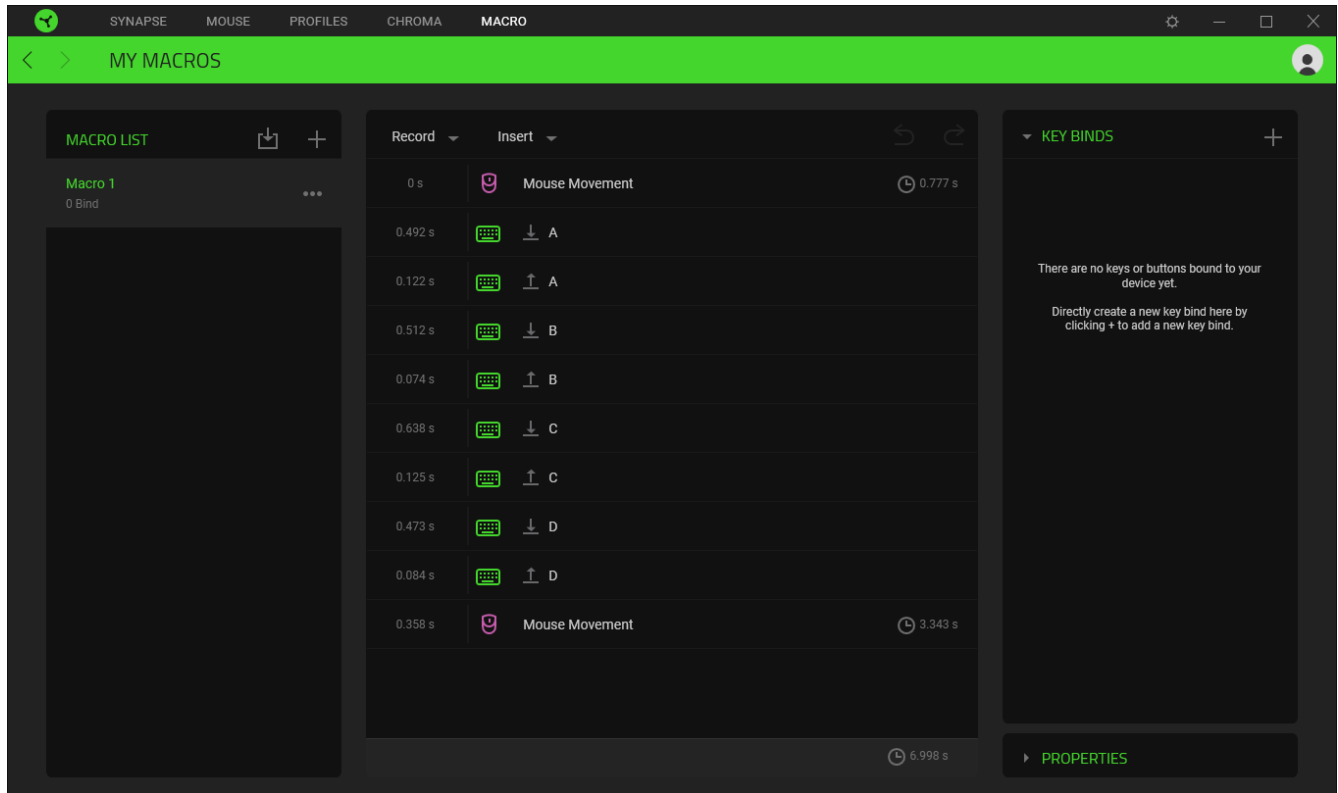 SYNAPSE MOUSE PROFILES CHROMA MACRO
MY MACROS
MACRO LIST
Macro 1
0 Bind
Record Insert
0 s Mouse Movement 0.777 s
0.492 s A
0.122 s A
0.512 s B
0.074 s B
0.638 s C
0.125 s C
0.473 s D
0.084 s D
0.358 s Mouse Movement 3.343 s
6.998 s
KEY BINDS
There are no keys or buttons bound to your
device yet.
Directly create a new key bind here by
clicking + to add a new key bind.
PROPERTIES